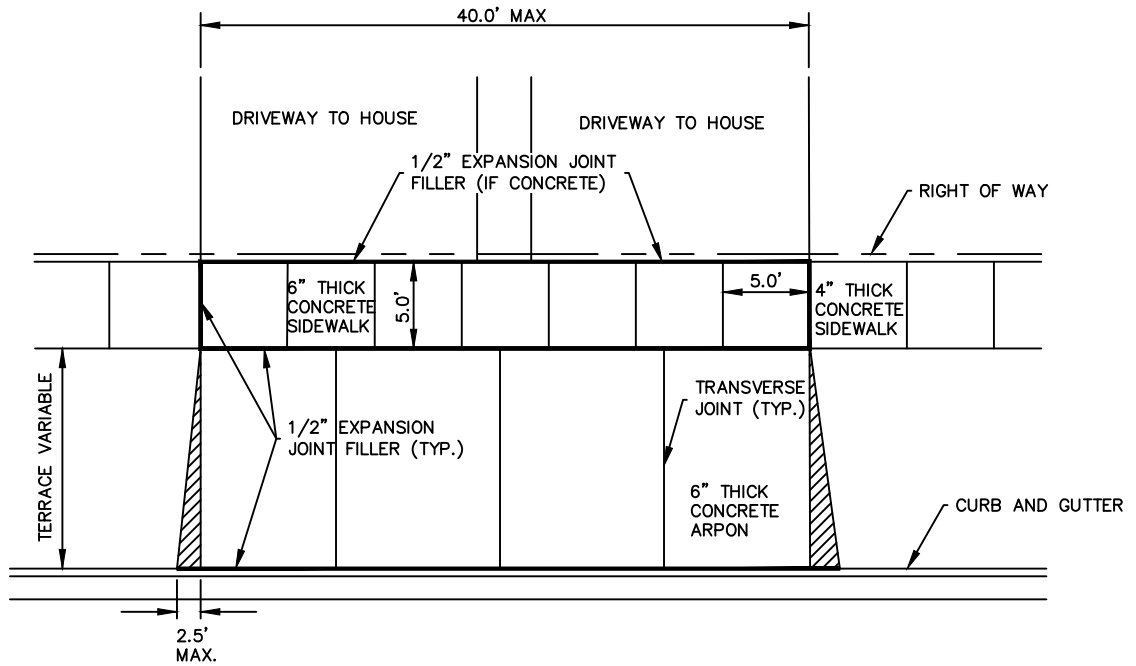 40.0' MAX
DRIVEWAY TO HOUSE
DRIVEWAY TO HOUSE
1/2" EXPANSION JOINT
FILLER (IF CONCRETE)
RIGHT OF WAY
6" THICK
CONCRETE
SIDEWALK
5.0'
5.0'
4" THICK
CONCRETE
SIDEWALK
TERRACE VARIABLE
1/2" EXPANSION
JOINT FILLER (TYP.)
TRANSVERSE
JOINT (TYP.)
6" THICK
CONCRETE
ARPON
CURB AND GUTTER
2.5'
MAX.